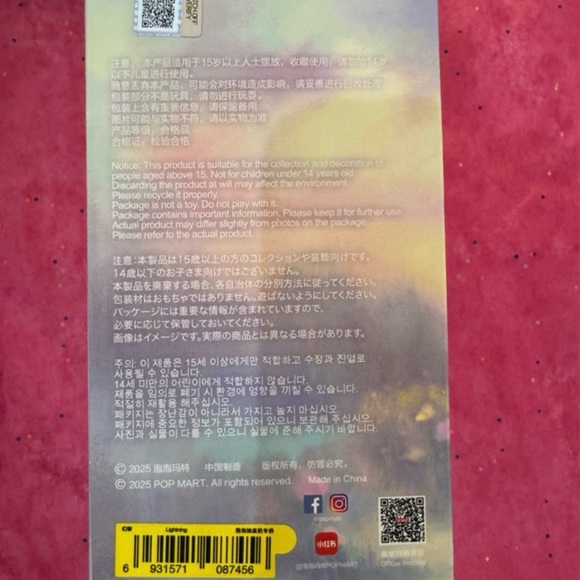 注意：本产品适用于15岁以上人士摆放，收藏使用，请勿给14岁
以下儿童进行使用。
随意丢弃本产品，可能会对环境造成影响，请妥善进行回收处理
包装部分不是玩具，请勿进行玩耍。
包装上含有重要信息，请保留备用
图片可能与实物不符，请以实物为准
产品等级：合格品
合格证：检验合格
Notice: This product is suitable for the collection and decoration of
people aged above 15. Not for children under 14 years old.
Discarding the product at will may affect the environment.
Please recycle it properly.
Package is not a toy. Do not play with it.
Package contains important information. Please keep it for further use.
Actual product may differ slightly from photos on the package.
Please refer to the actual product.
注意:本製品は15歳以上の方のコレクションや装飾向けです。
14歳以下のお子さま向けではございません。
本製品を廃棄する場合、各自治体の分別方法に従ってください。
包装材はおもちゃではありません。遊ばないようにしてください。
パッケージには重要な情報が含まれていますので、
必要に応じて保管しておいてください。
画像はイメージです。実際の商品とは異なる場合があります。
주의: 이 제품은 15세 이상에게만 적합하고 수장과 진열로
사용될 수 있습니다.
14세 미만의 어린이에게 적합하지 않습니다.
제품을 임의로 폐기 시 환경에 영향을 끼칠 수 있습니다.
적절히 재활용 해주십시오.
패키지는 장난감이 아니라서 가지고 놀지 마십시오.
패키지에 중요한 정보가 포함되어 있으니 보관해 주십시오.
사진과 실물이 다를 수 있으니 실물에 준해 주시기 바랍니다.
© 2025 泡泡玛特 中国制造 版权所有，仿冒必究。
© 2025 POP MART. All rights reserved. Made in China
小红书
@泡泡玛特POPMART
Official Website
Lightning
6 931571 087456